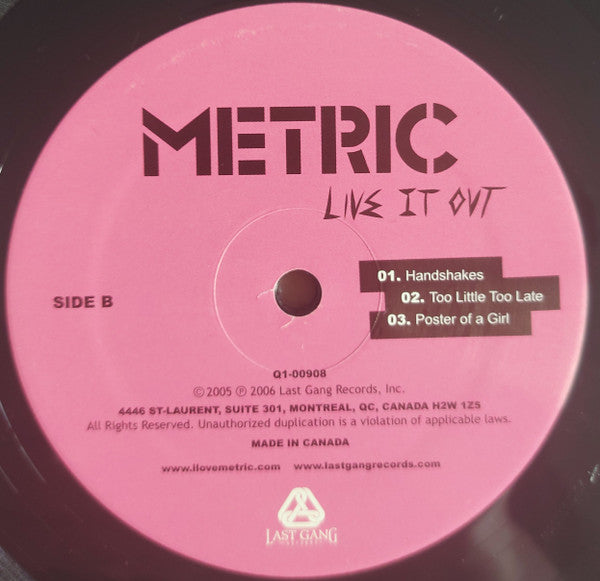 METRIC
LIVE IT OUT
01. Handshakes
02. Too Little Too Late
03. Poster of a Girl
SIDE B
Q1-00908
© 2005 ℗ 2006 Last Gang Records, Inc.
4446 ST-LAURENT, SUITE 301, MONTREAL, QC, CANADA H2W 1Z5
All Rights Reserved. Unauthorized duplication is a violation of applicable laws.
MADE IN CANADA
www.ilovemetric.com www.lastgangrecords.com
LAST GANG